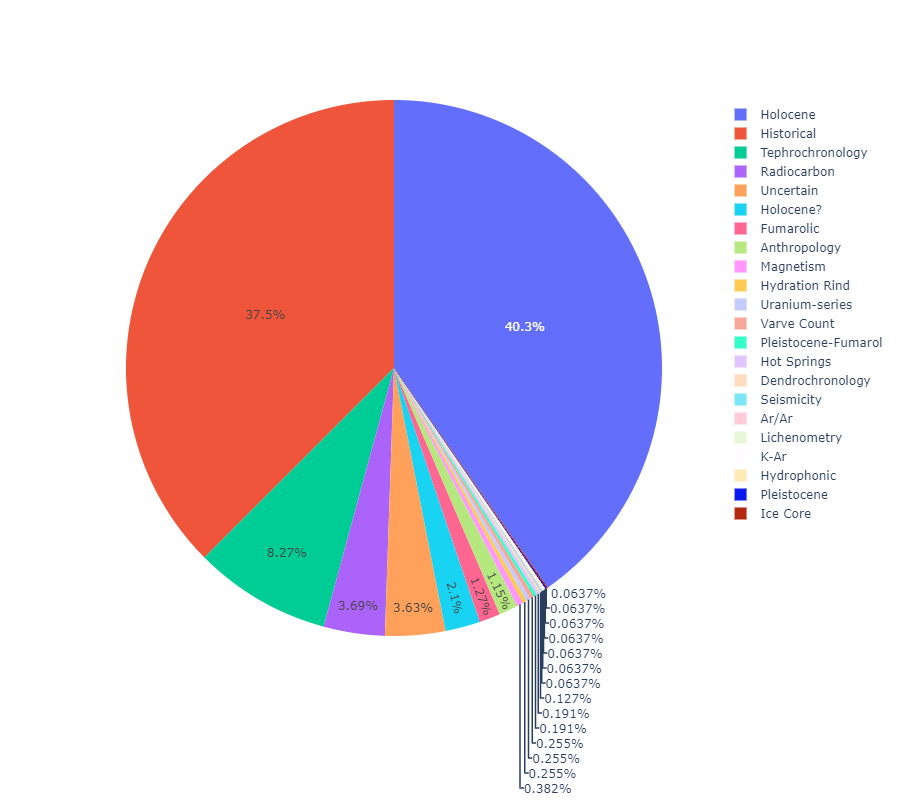 Holocene
Historical
Tephrochronology
Radiocarbon
Uncertain
Holocene?
Fumarolic
Anthropology
Magnetism
Hydration Rind
Uranium-series
Varve Count
Pleistocene-Fumarol
Hot Springs
Dendrochronology
Seismicity
Ar/Ar
Lichenometry
K-Ar
Hydrophonic
Pleistocene
Ice Core
37.5%
40.3%
8.27%
3.69%
3.63%
2.1%
1.27%
1.15%
0.0637%
0.0637%
0.0637%
0.0637%
0.0637%
0.0637%
0.0637%
0.127%
0.191%
0.191%
0.255%
0.255%
0.255%
0.382%